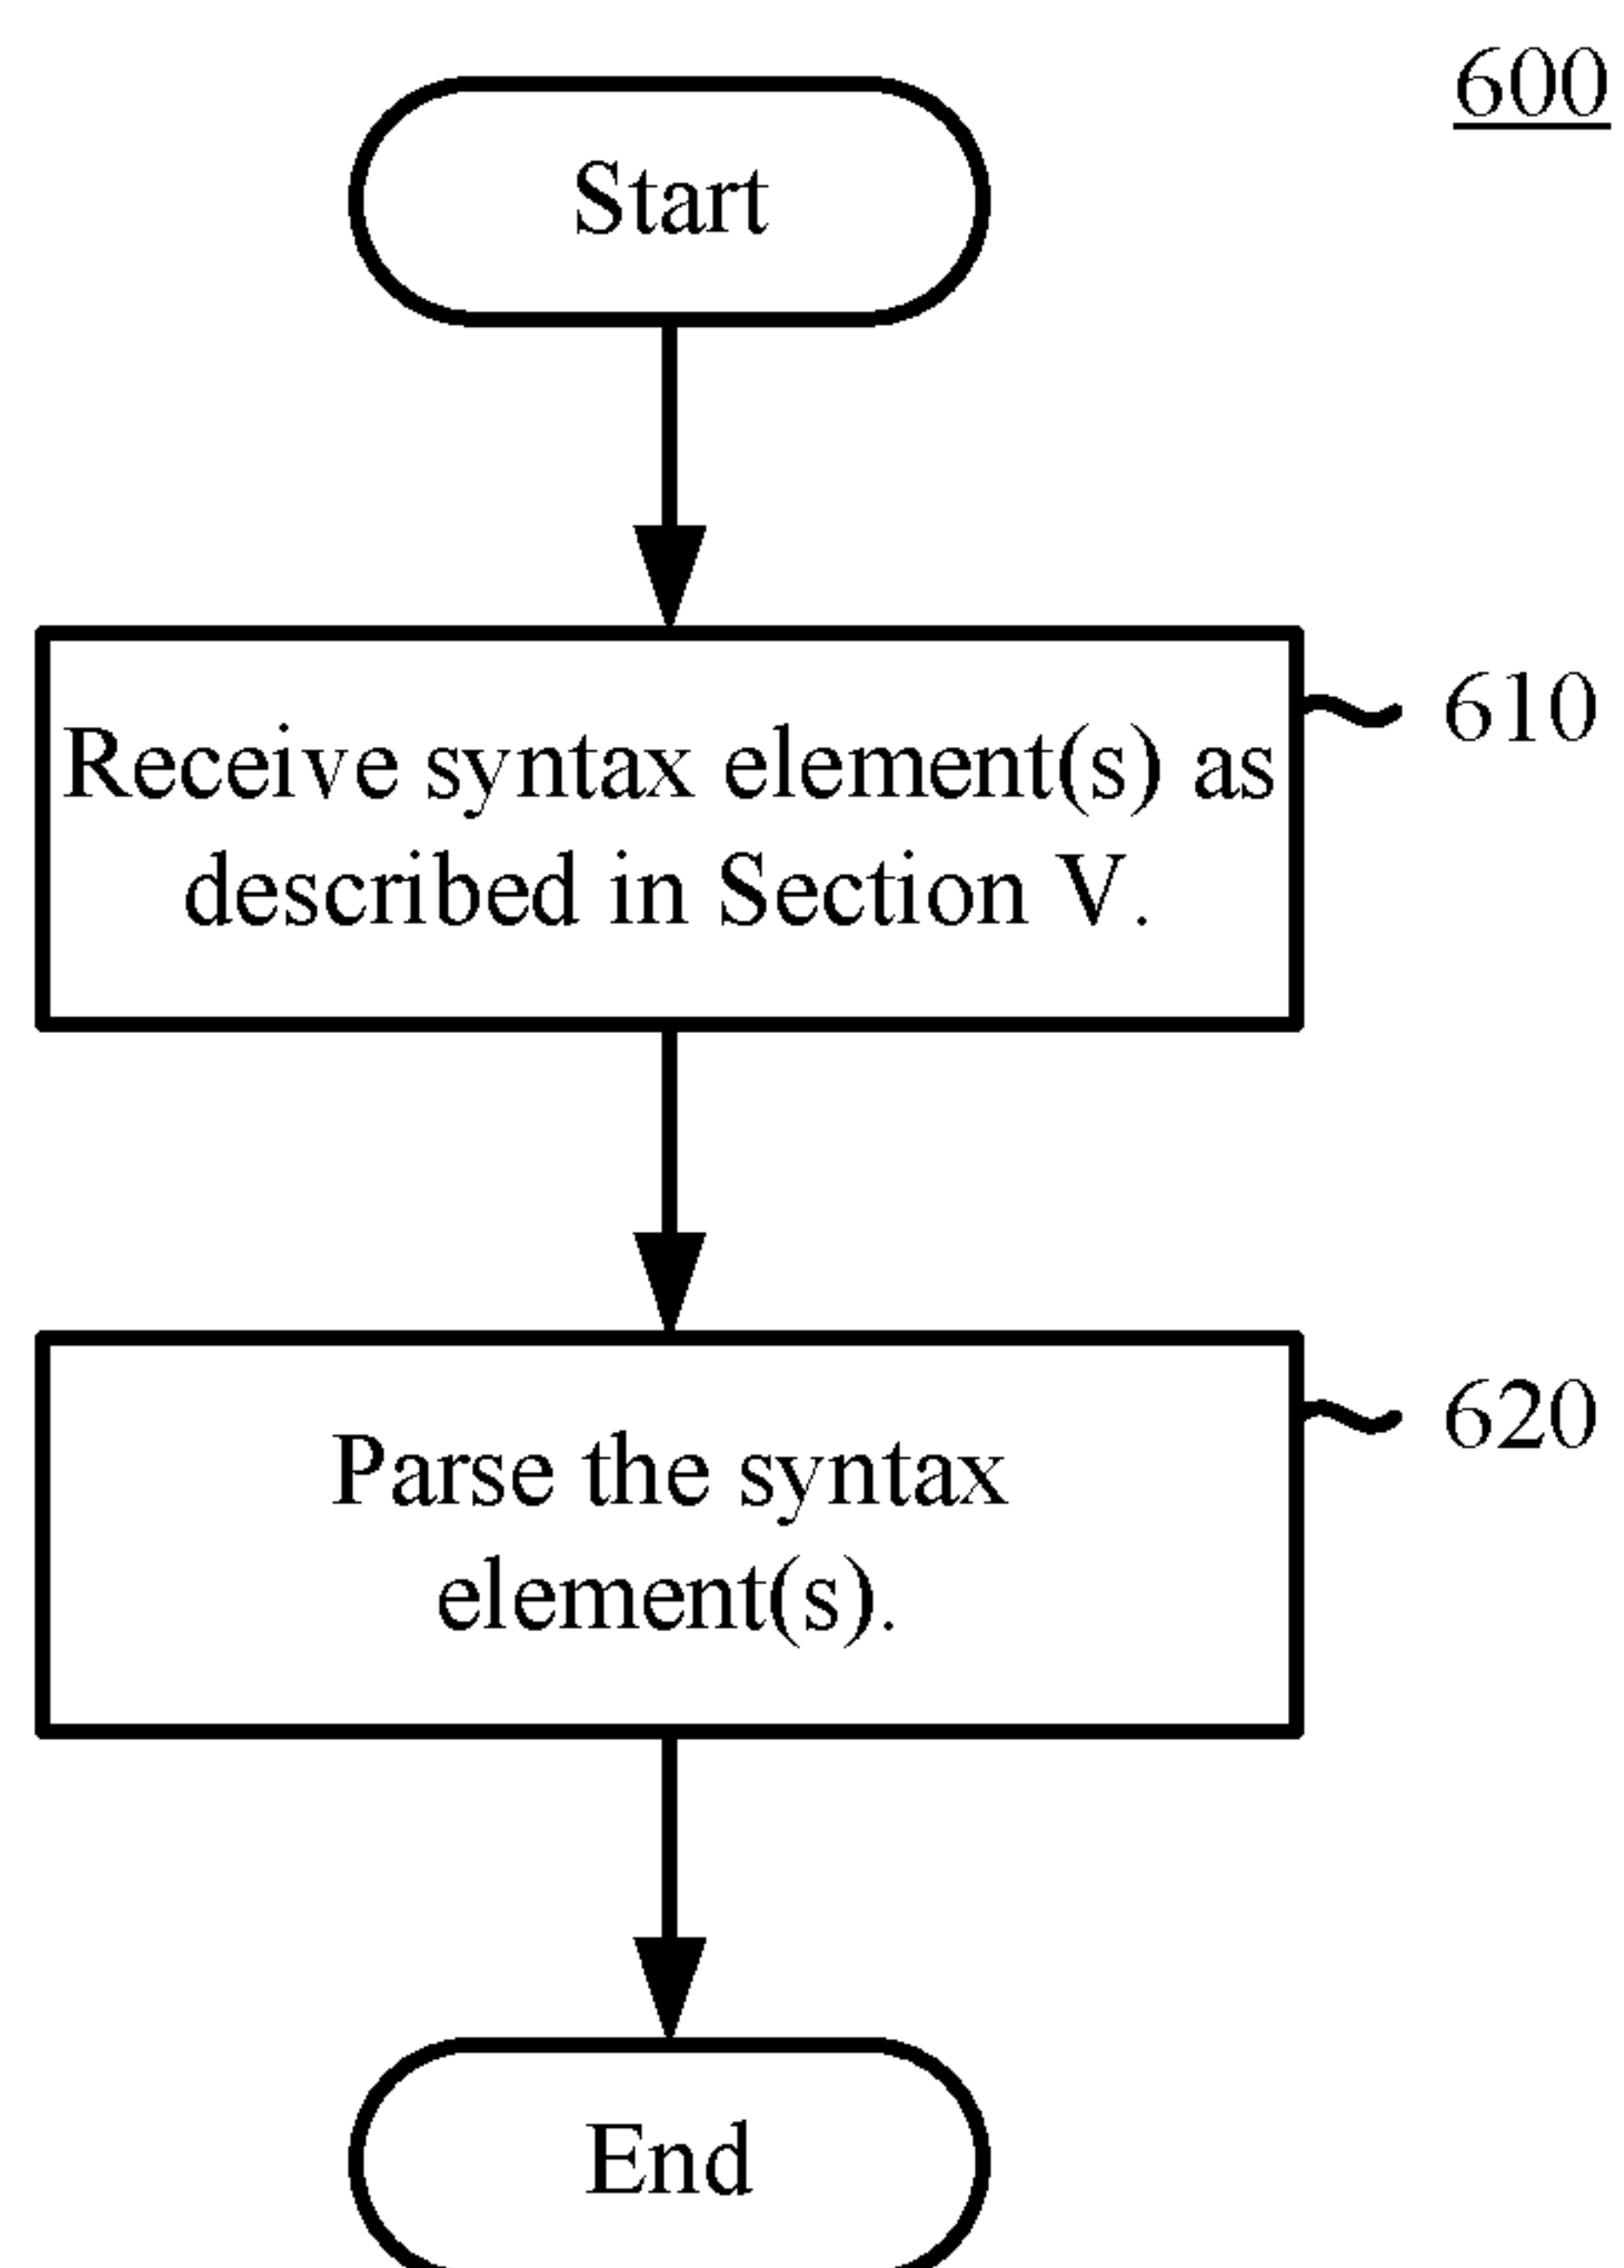 600
Start
Receive syntax element(s) as
described in Section V.
610
Parse the syntax
element(s).
620
End